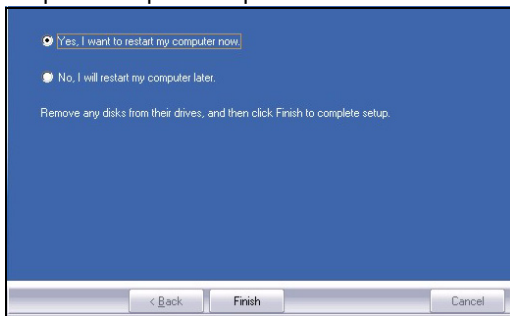 Yes, I want to restart my computer now.
No, I will restart my computer later.
Remove any disks from their drives, and then click Finish to complete setup.
< Back
Finish
Cancel